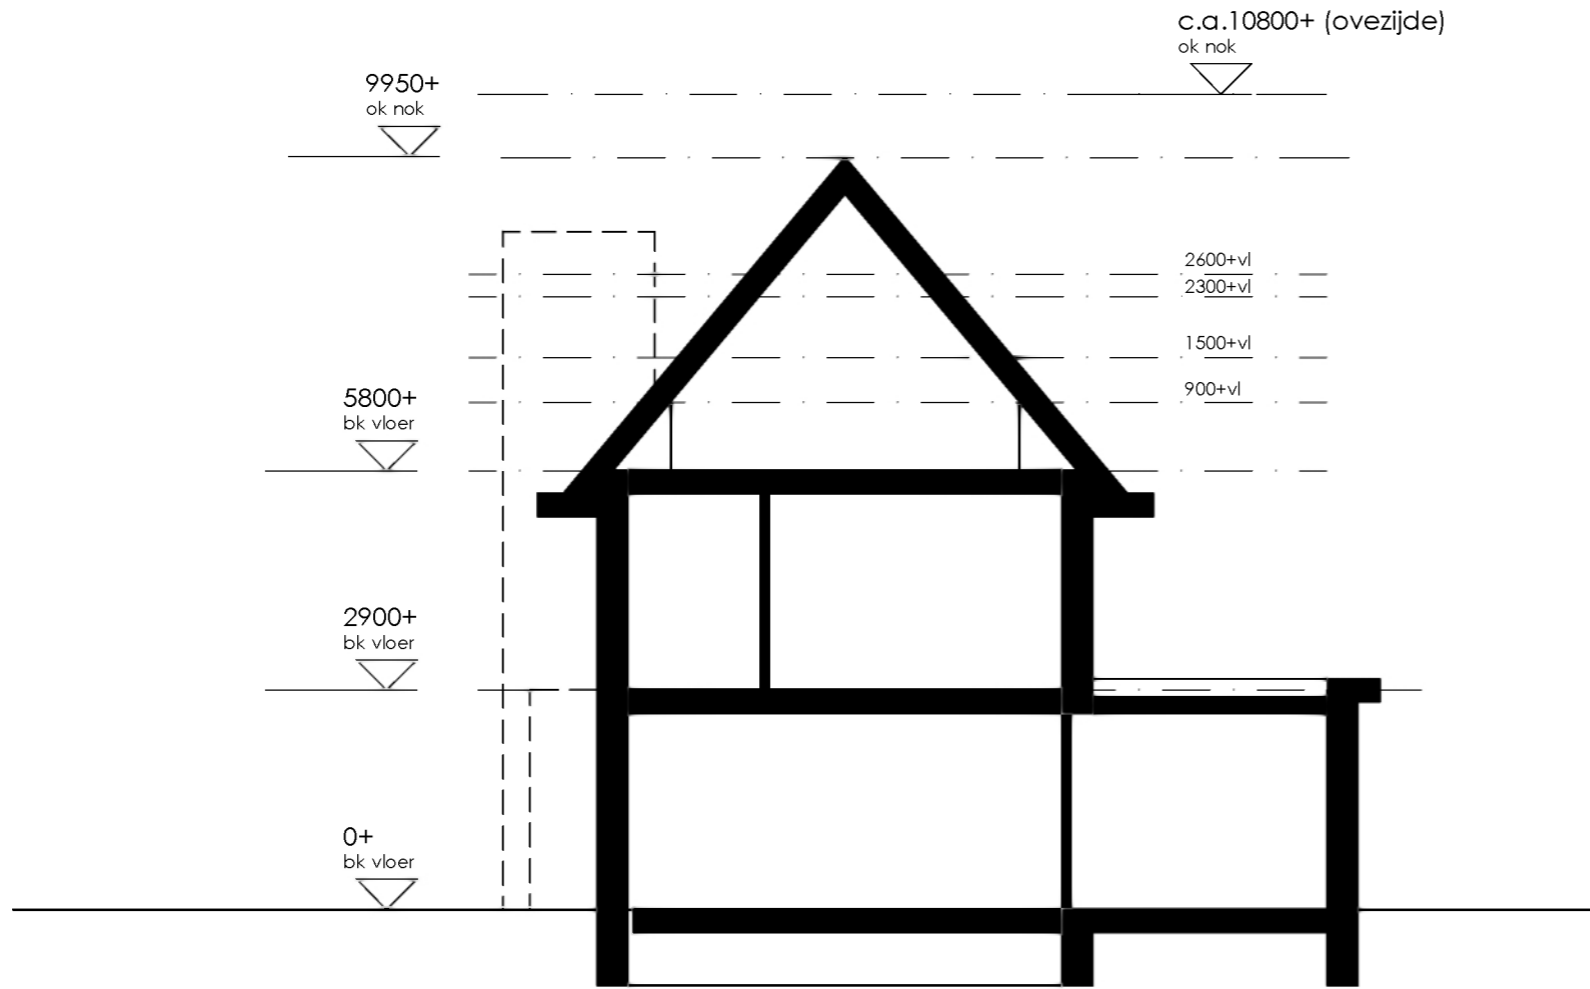 c.a.10800+ (ovezijde)
ok nok
9950+
ok nok
2600+vl
2300+vl
1500+vl
900+vl
5800+
bk vloer
2900+
bk vloer
0+
bk vloer